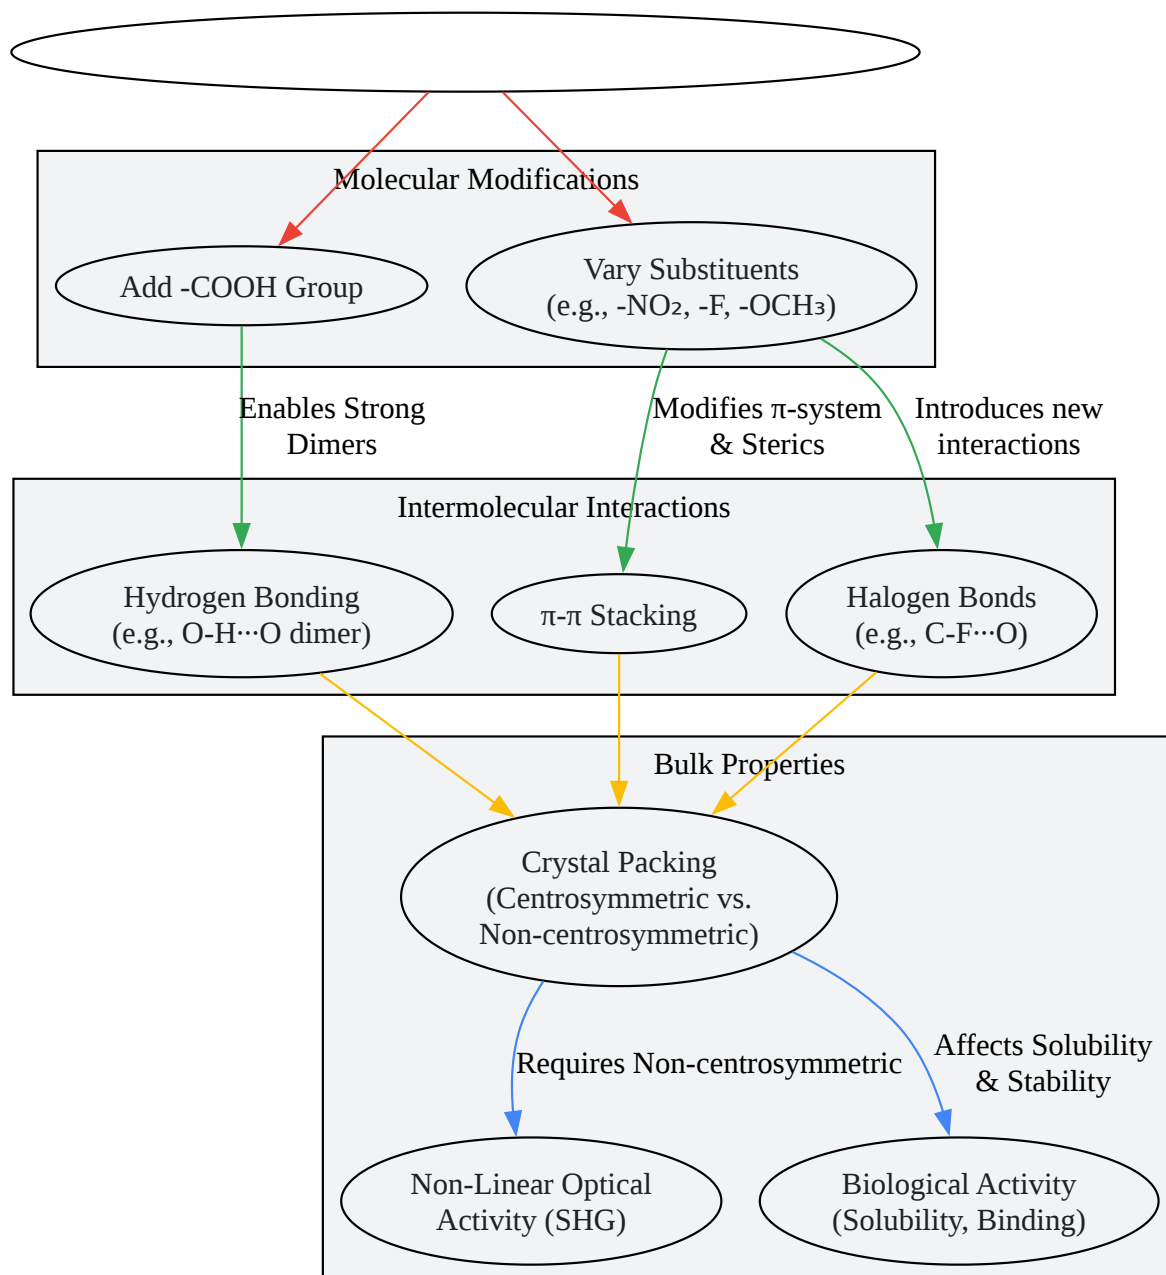 Molecular Modifications
Add -COOH Group
Vary Substituents
(e.g., -NO₂, -F, -OCH₃)
Enables Strong
Dimers
Modifies π-system
& Sterics
Introduces new
interactions
Intermolecular Interactions
Hydrogen Bonding
(e.g., O-H···O dimer)
π-π Stacking
Halogen Bonds
(e.g., C-F···O)
Bulk Properties
Crystal Packing
(Centrosymmetric vs.
Non-centrosymmetric)
Requires Non-centrosymmetric
Affects Solubility
& Stability
Non-Linear Optical
Activity (SHG)
Biological Activity
(Solubility, Binding)